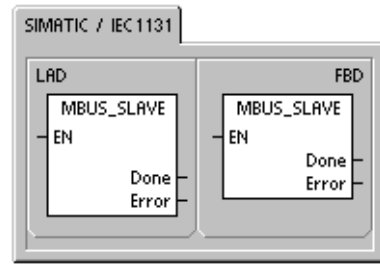 SIMATIC / IEC1131
LAD
FBD
MBUS_SLAVE
EN
Done
Error
MBUS_SLAVE
EN
Done
Error